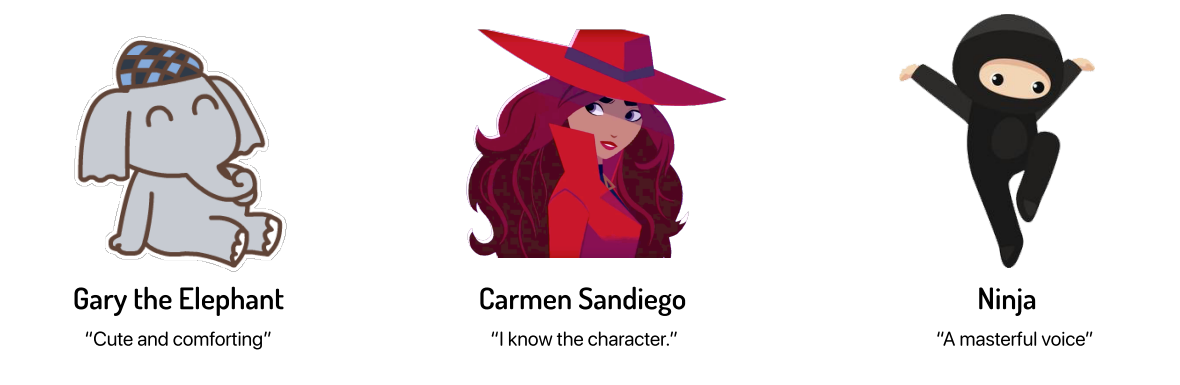 Gary the Elephant
“Cute and comforting”
Carmen Sandiego
“I know the character.”
Ninja
“A masterful voice”